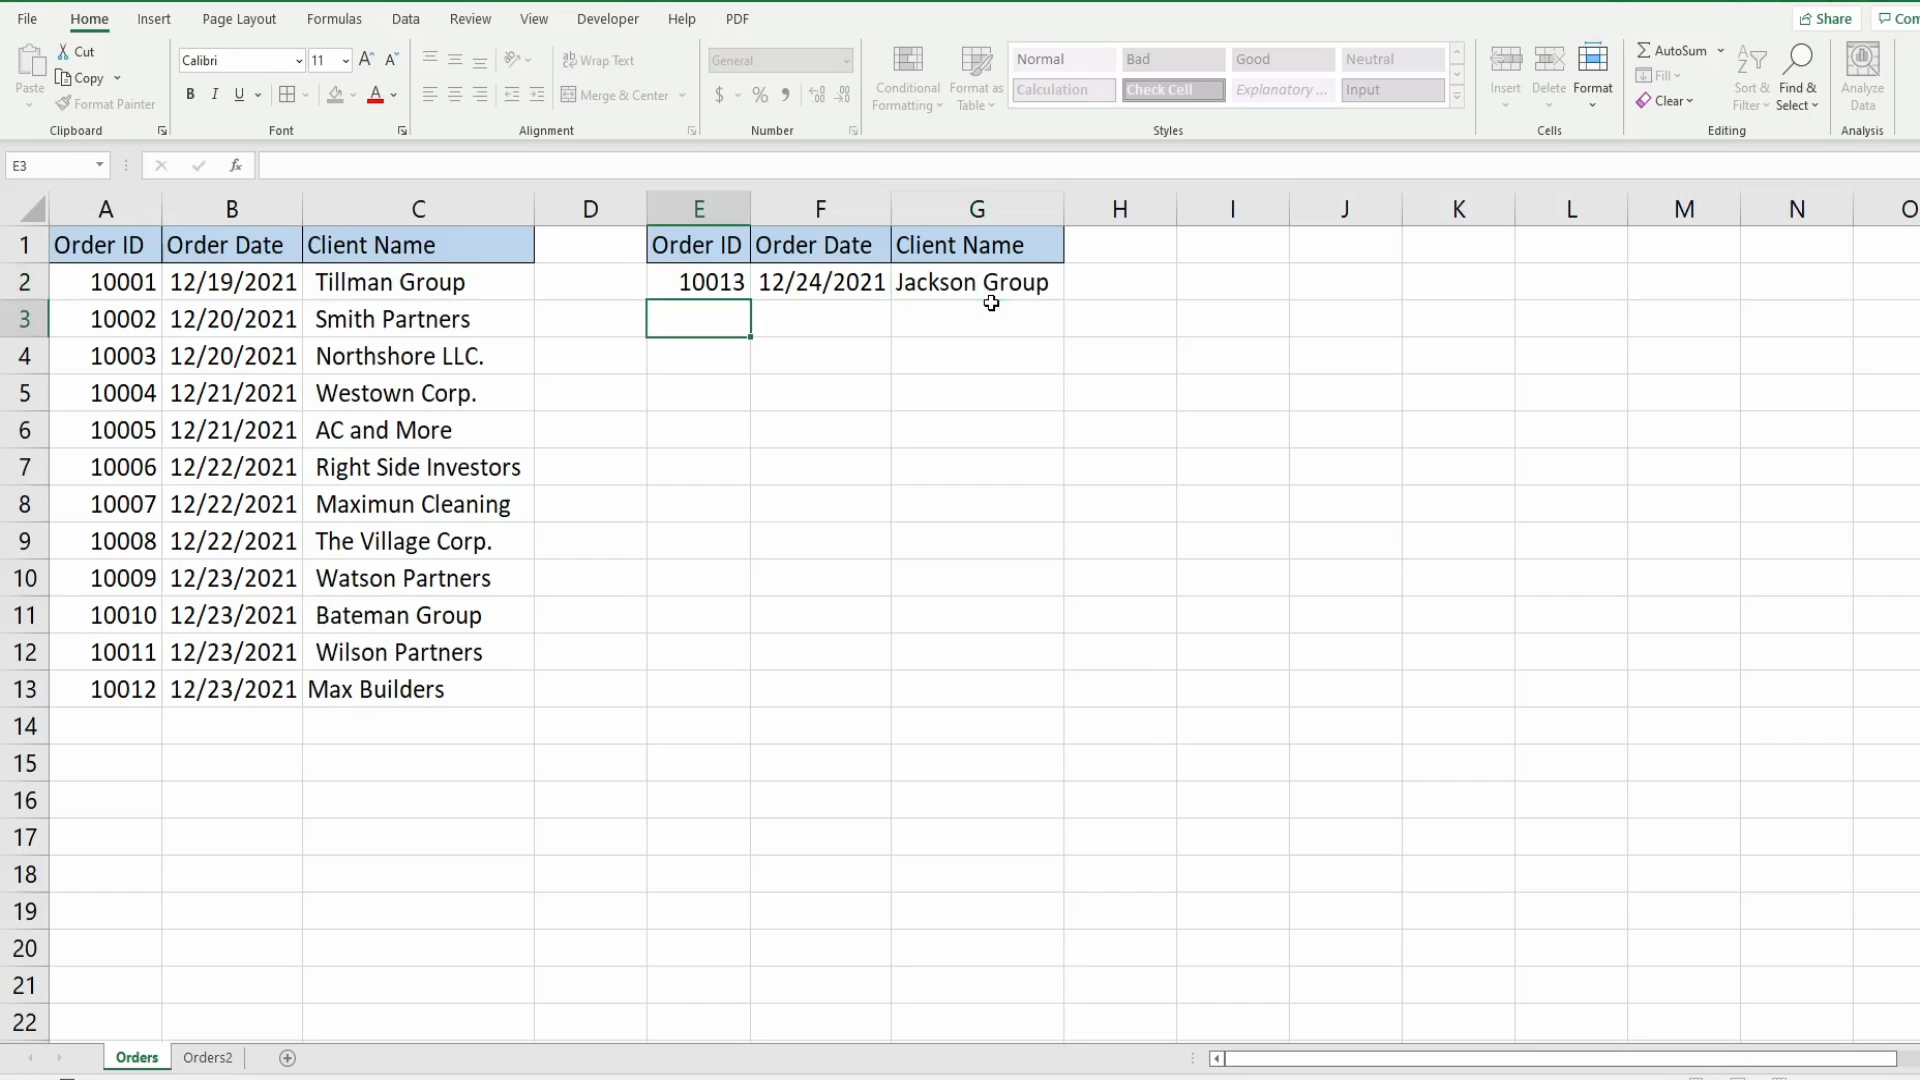 File Home Insert Page Layout Formulas Data Review View Developer Help PDF Share Com
Paste Cut Copy Format Painter Clipboard
Calibri 11 A^ A˅ B I U A Font
ab Wrap Text Merge & Center Alignment
General $ % , Number
Conditional Formatting Format as Table
Normal Bad Good Neutral
Calculation Check Cell Explanatory ... Input
Styles
Insert Delete Format Cells
AutoSum Fill Clear Sort & Filter Find & Select Editing
Analyze Data Analysis
E3 fx
A B C D E F G H I J K L M N O
1 Order ID Order Date Client Name Order ID Order Date Client Name
2 10001 12/19/2021 Tillman Group 10013 12/24/2021 Jackson Group
3 10002 12/20/2021 Smith Partners
4 10003 12/20/2021 Northshore LLC.
5 10004 12/21/2021 Westown Corp.
6 10005 12/21/2021 AC and More
7 10006 12/22/2021 Right Side Investors
8 10007 12/22/2021 Maximun Cleaning
9 10008 12/22/2021 The Village Corp.
10 10009 12/23/2021 Watson Partners
11 10010 12/23/2021 Bateman Group
12 10011 12/23/2021 Wilson Partners
13 10012 12/23/2021 Max Builders
14
15
16
17
18
19
20
21
22
Orders Orders2